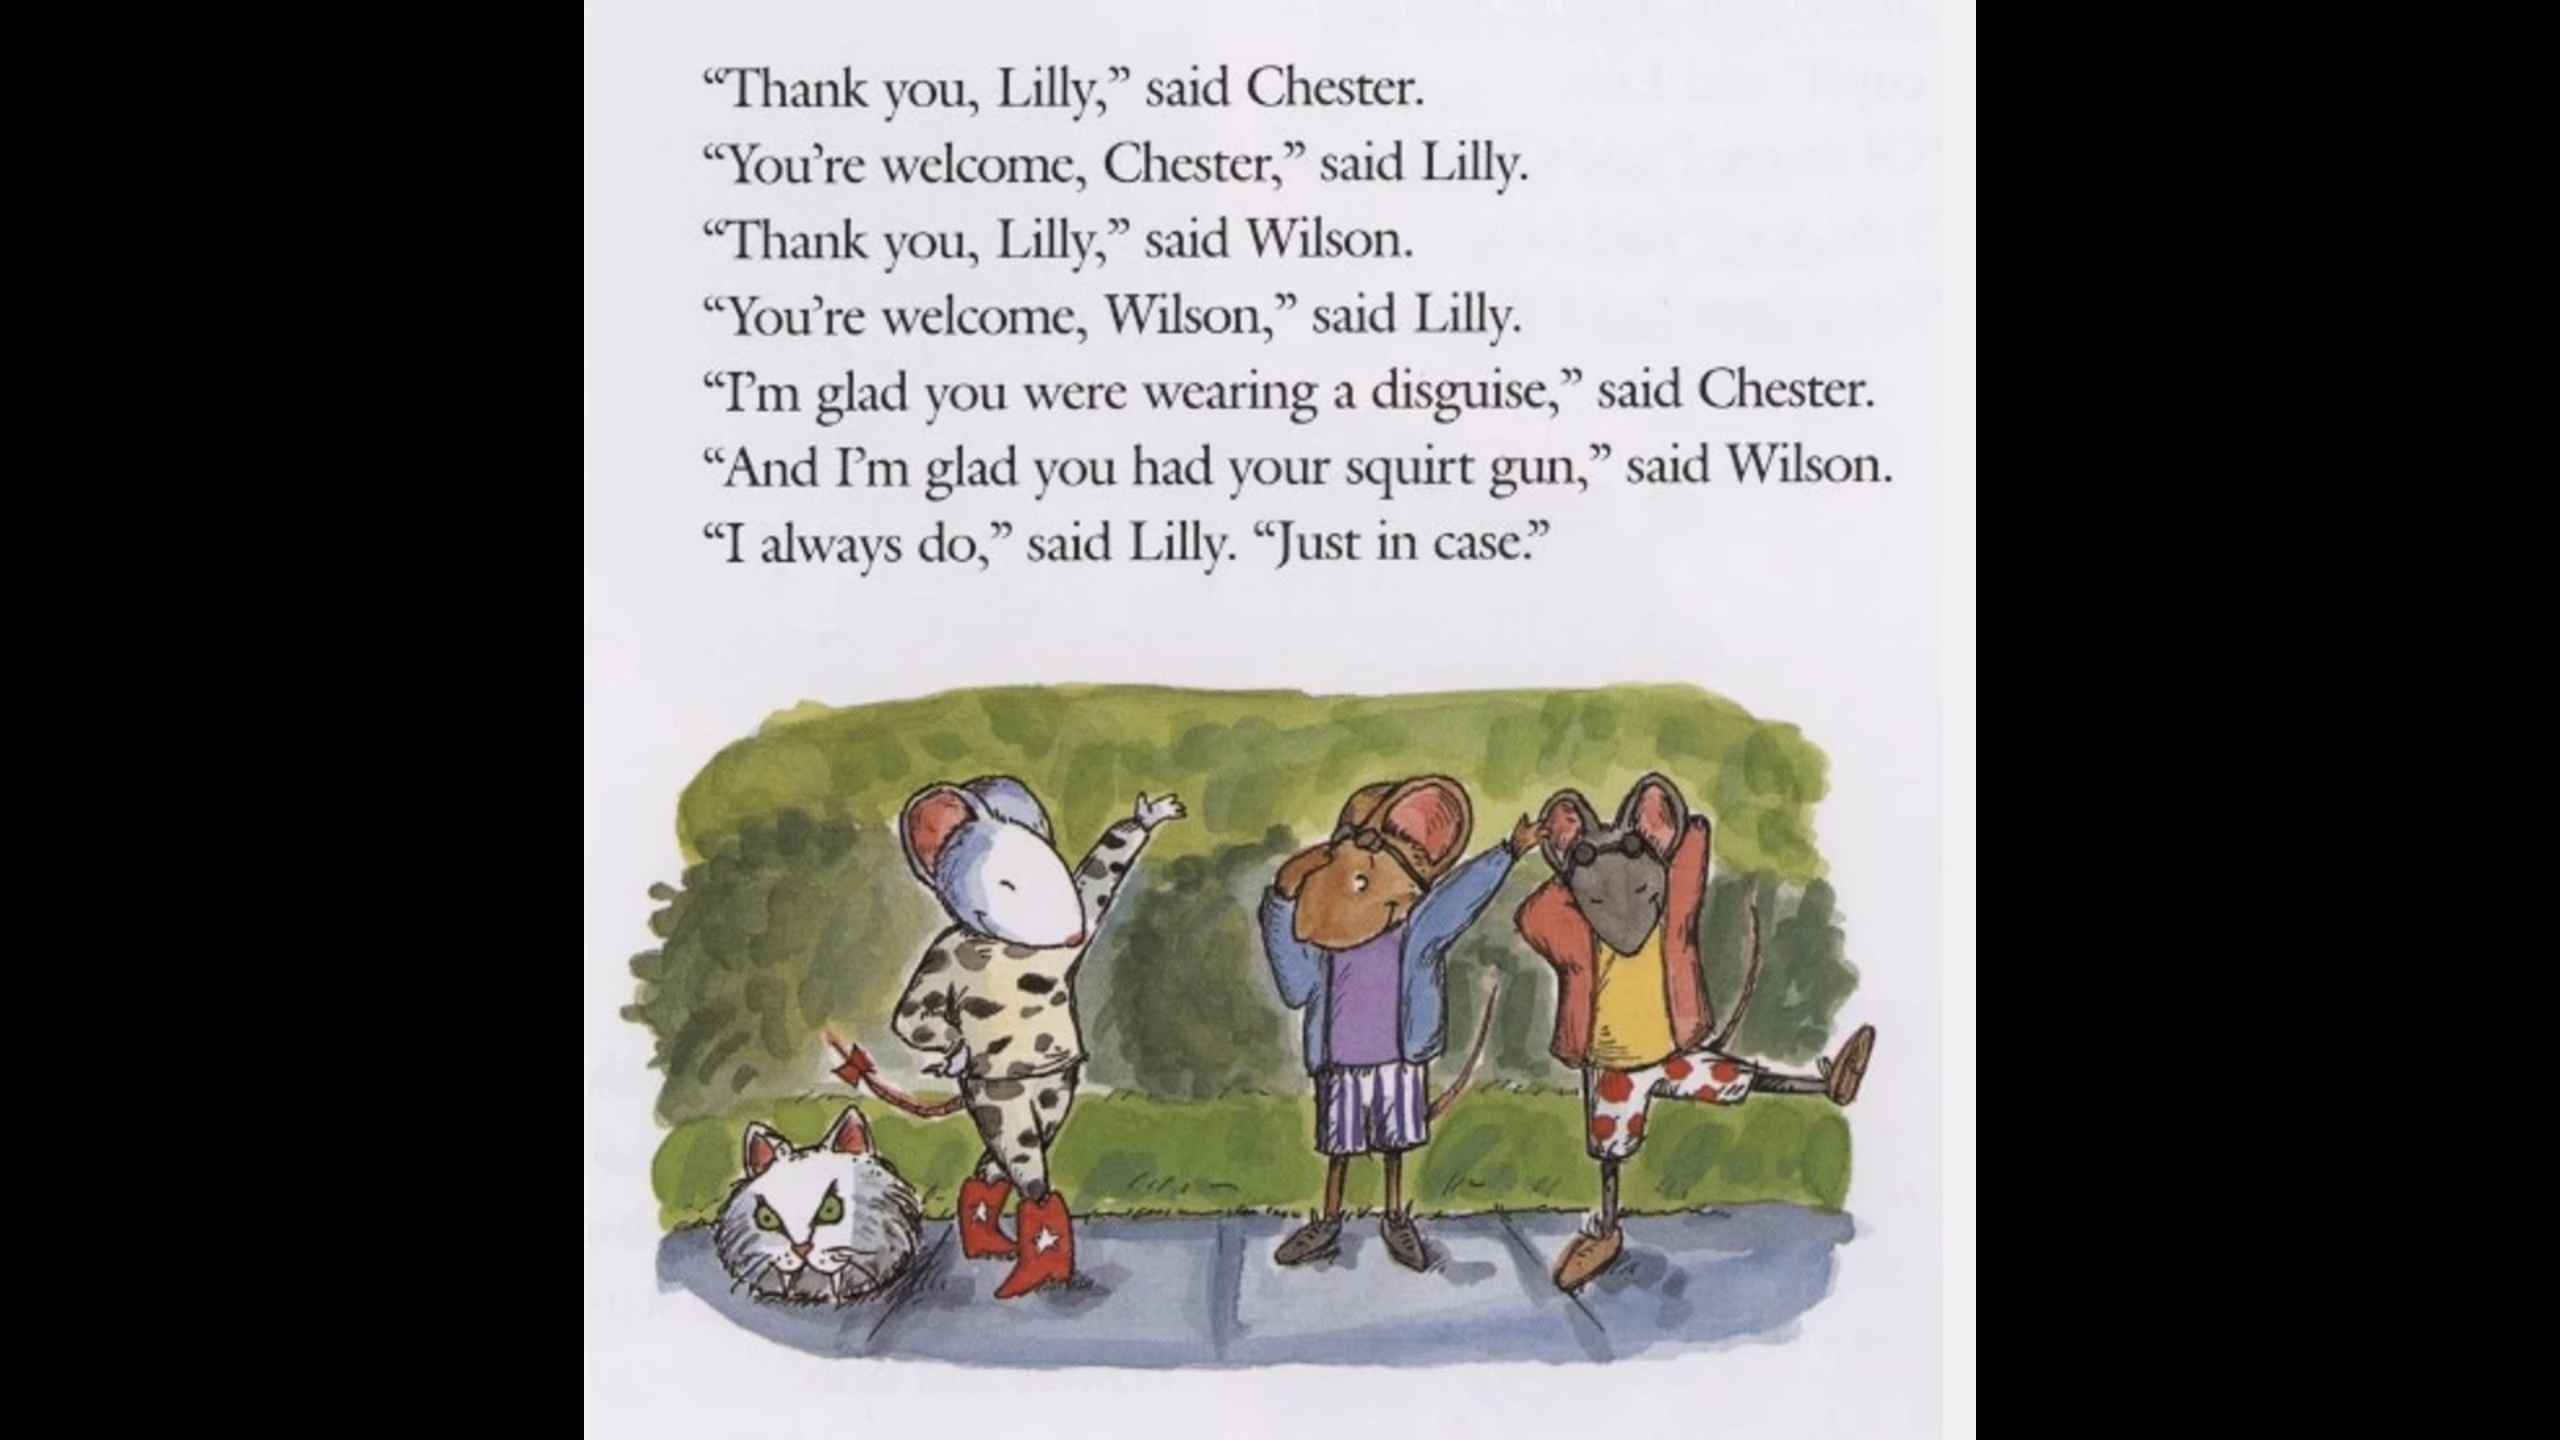 “Thank you, Lilly,” said Chester.
“You’re welcome, Chester,” said Lilly.
“Thank you, Lilly,” said Wilson.
“You’re welcome, Wilson,” said Lilly.
“I’m glad you were wearing a disguise,” said Chester.
“And I’m glad you had your squirt gun,” said Wilson.
“I always do,” said Lilly. “Just in case.”